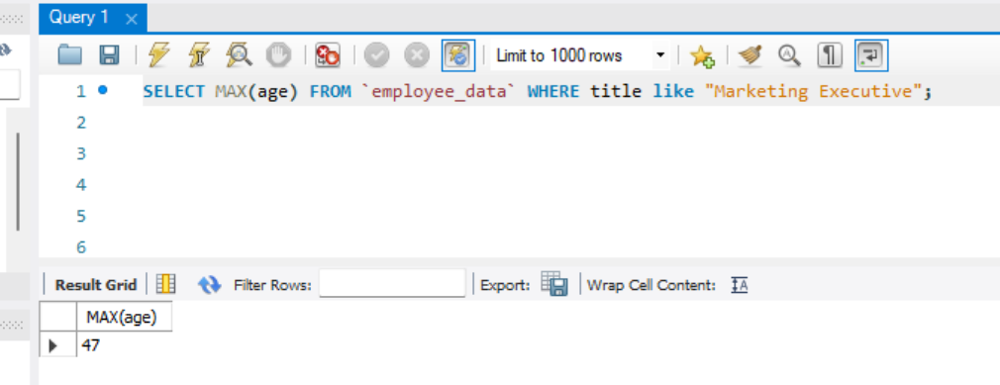 Query 1
Limit to 1000 rows
1 SELECT MAX(age) FROM `employee_data` WHERE title like "Marketing Executive";
2
3
4
5
6
Result Grid Filter Rows: Export: Wrap Cell Content:
MAX(age)
47